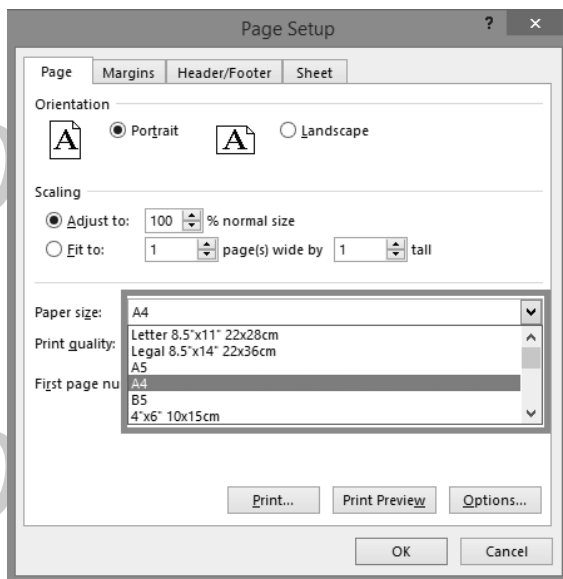 Page Setup ? ×
Page Margins Header/Footer Sheet
Orientation
A Portrait A Landscape
Scaling
Adjust to: 100 % normal size
Fit to: 1 page(s) wide by 1 tall
Paper size: A4
Letter 8.5"x11" 22x28cm
Print quality:
Legal 8.5"x14" 22x36cm
A5
First page nu A4
B5
4"x6" 10x15cm
Print... Print Preview Options...
OK Cancel